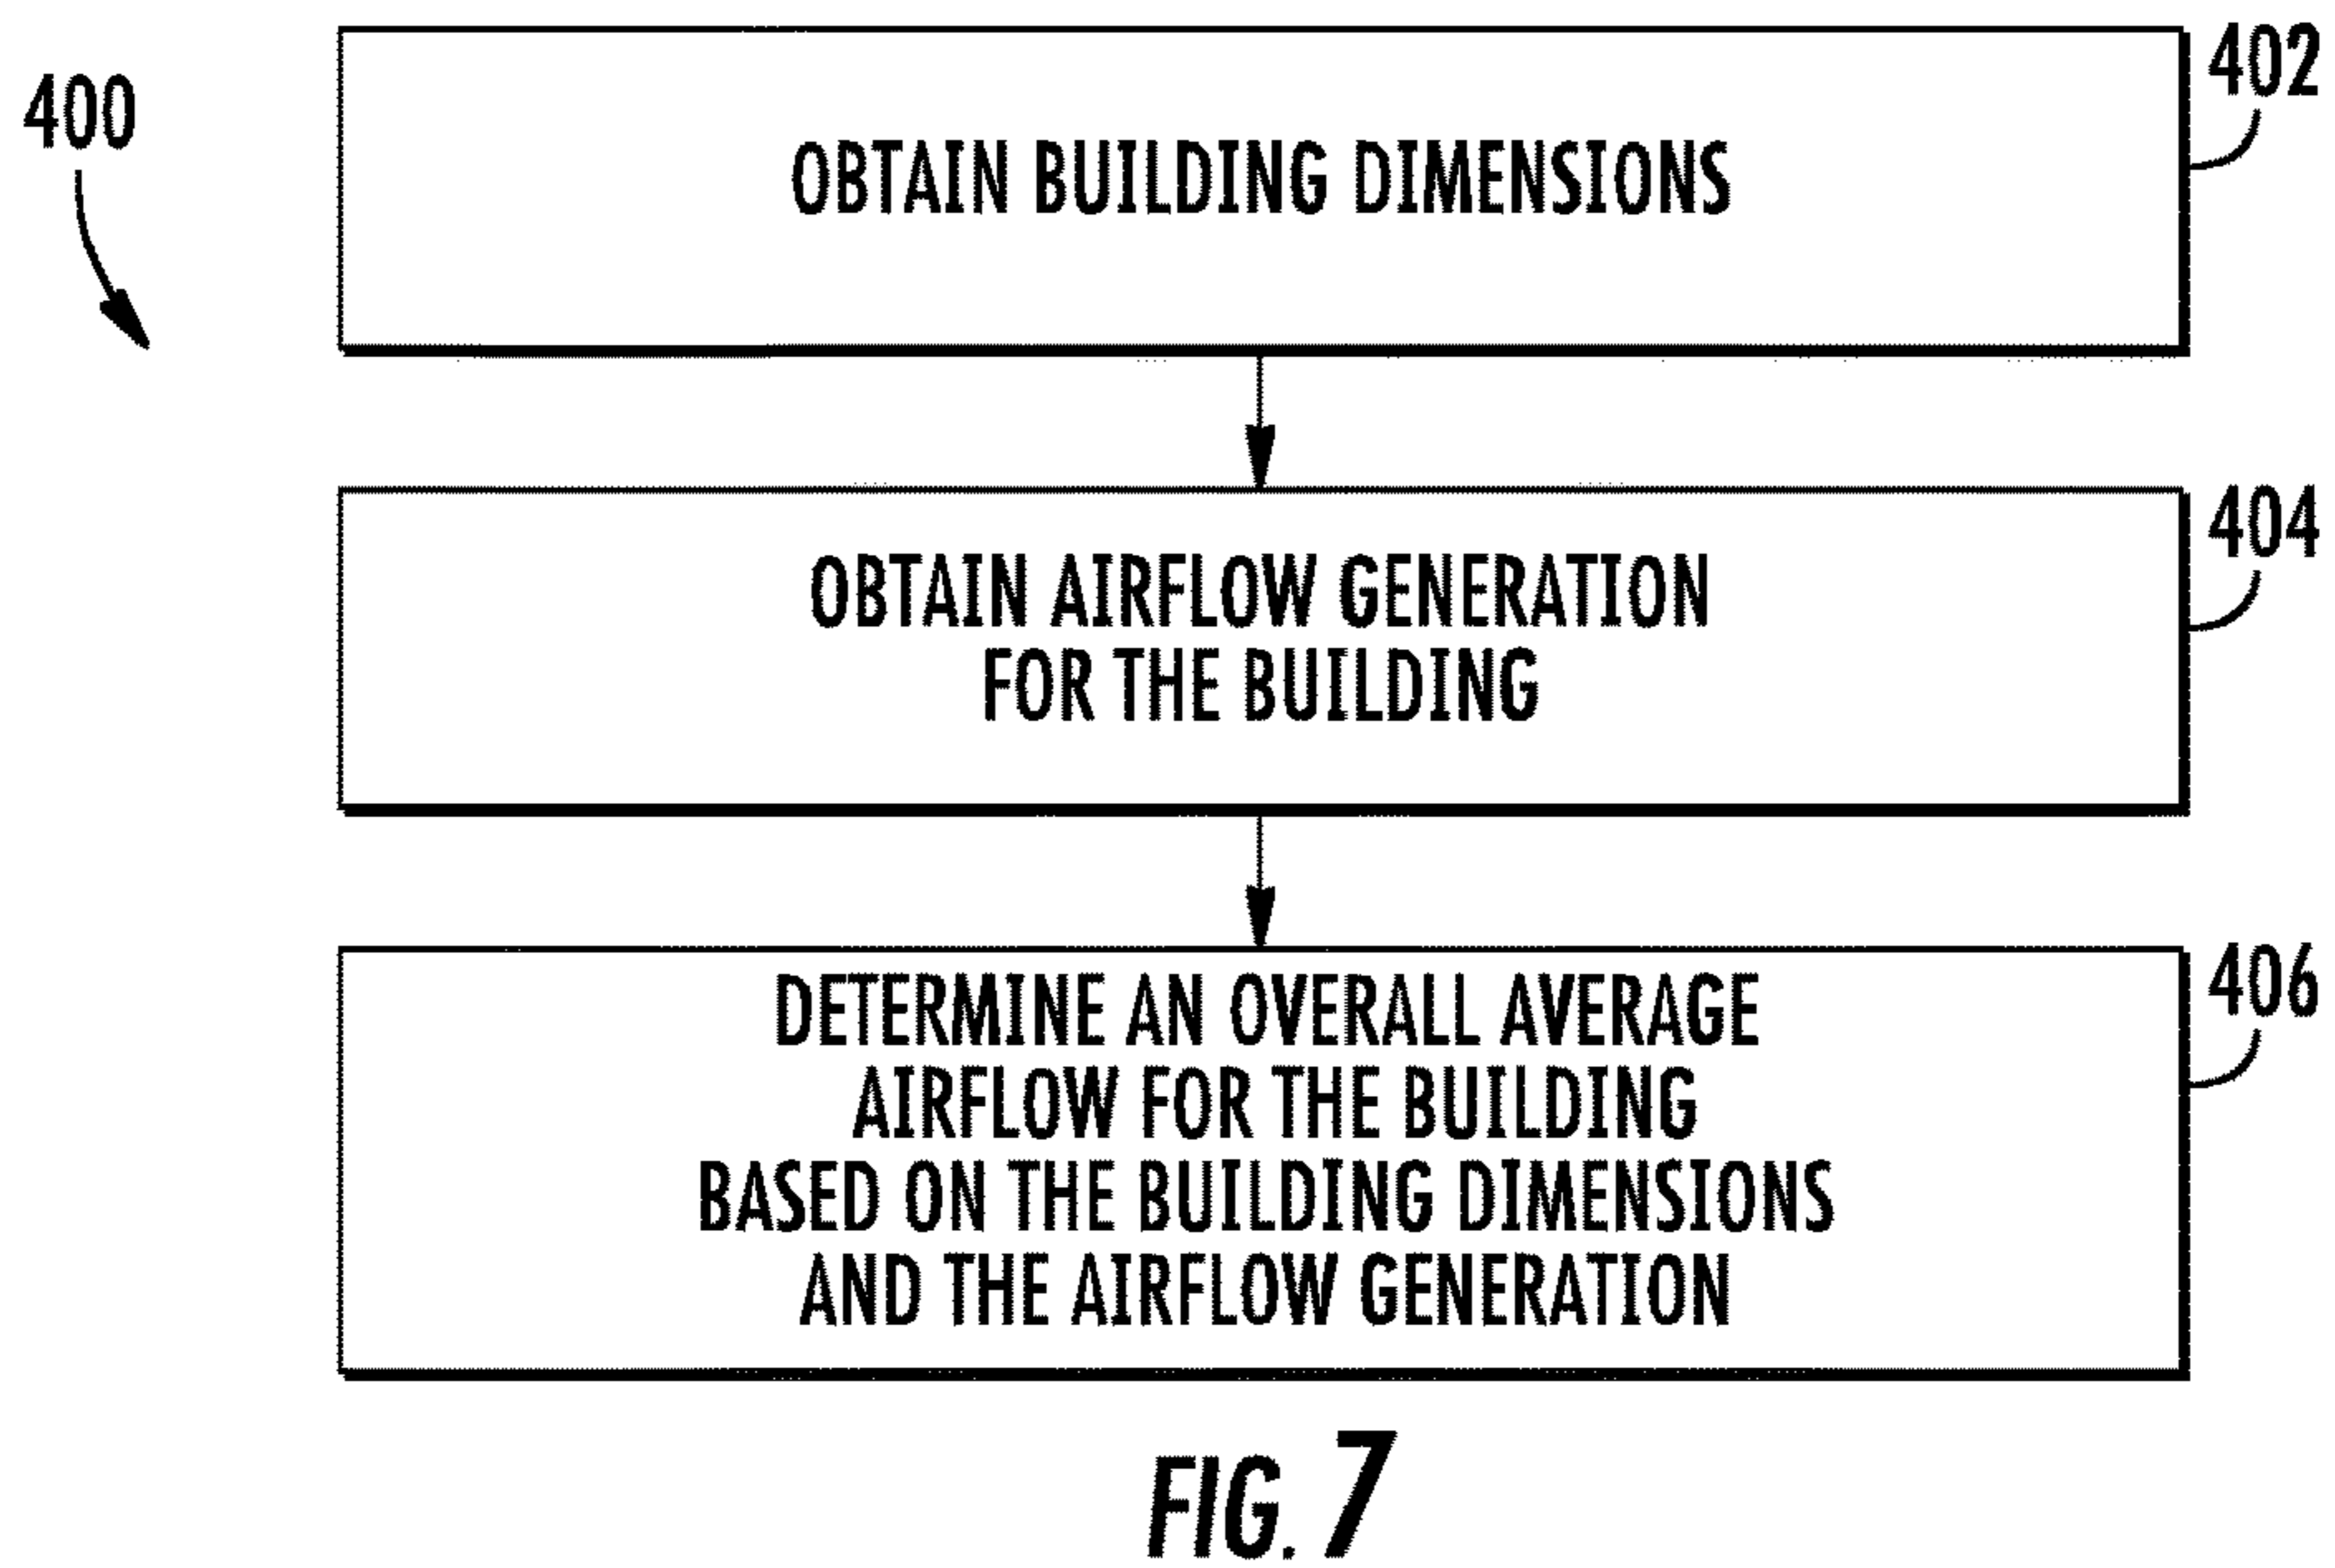 400
402
OBTAIN BUILDING DIMENSIONS
404
OBTAIN AIRFLOW GENERATION
FOR THE BUILDING
406
DETERMINE AN OVERALL AVERAGE
AIRFLOW FOR THE BUILDING
BASED ON THE BUILDING DIMENSIONS
AND THE AIRFLOW GENERATION
FIG. 7